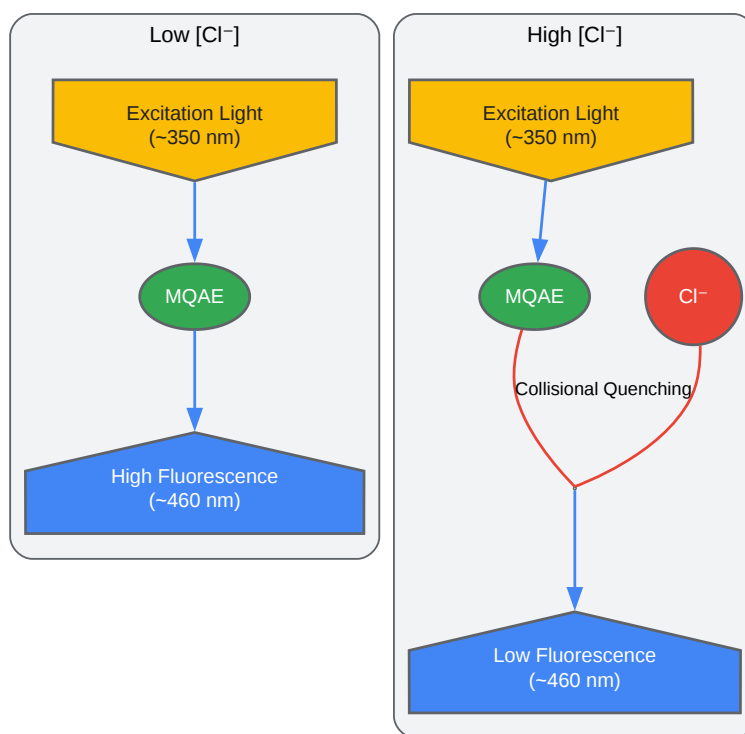 Low [Cl⁻]
Excitation Light
(~350 nm)
MQAE
High Fluorescence
(~460 nm)
High [Cl⁻]
Excitation Light
(~350 nm)
MQAE
Cl⁻
Collisional Quenching
Low Fluorescence
(~460 nm)